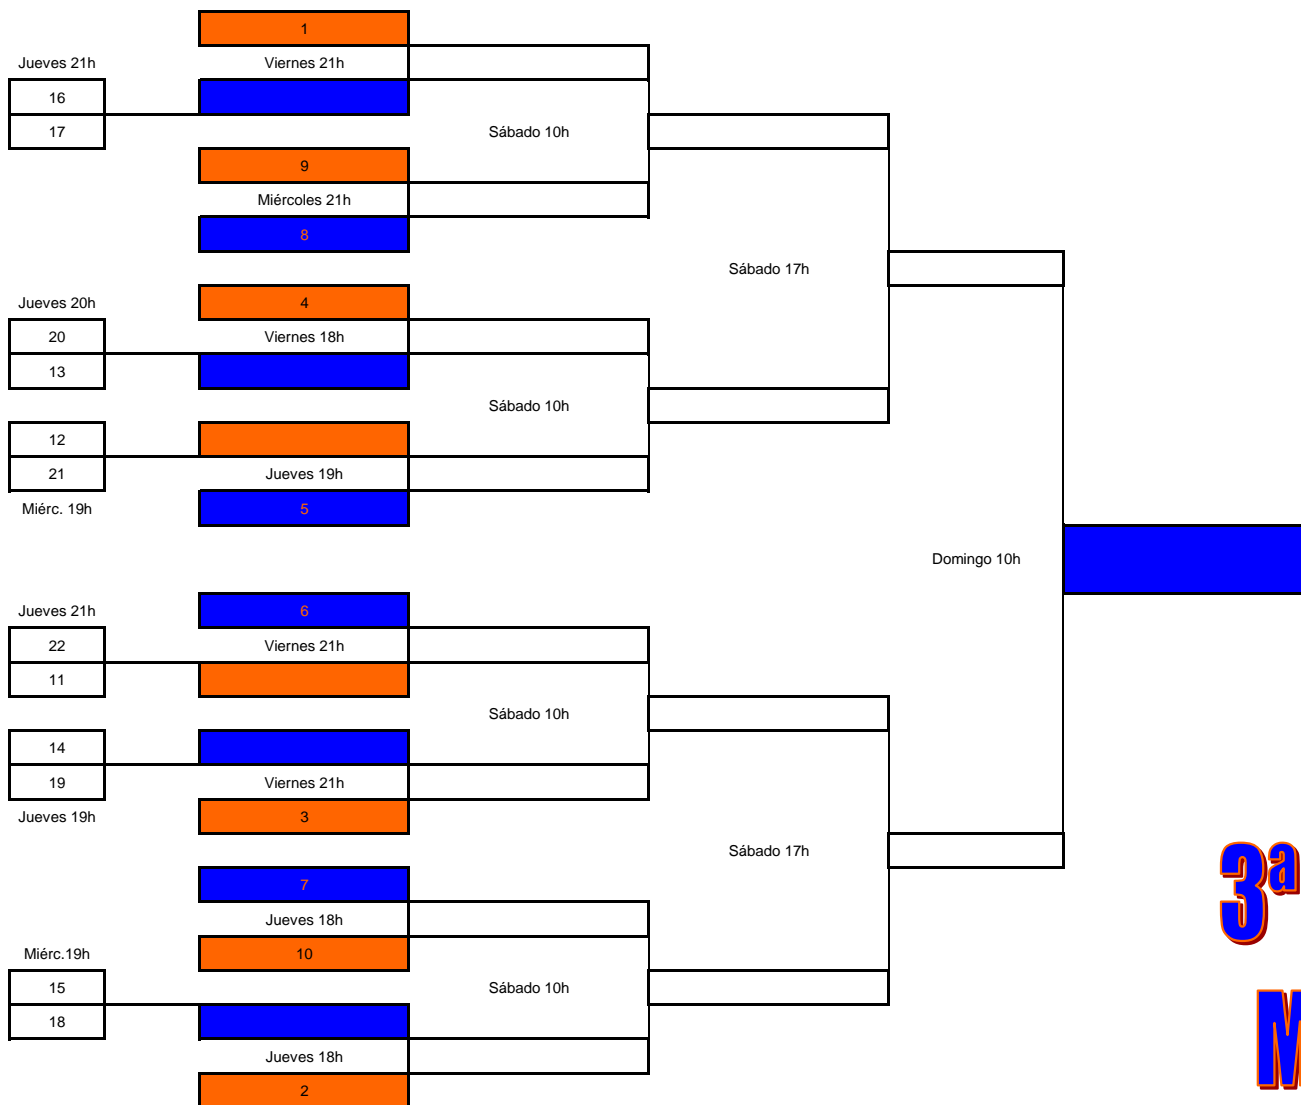 1
Jueves 21h
Viernes 21h
16
17
Sábado 10h
9
Miércoles 21h
8
Sábado 17h
Jueves 20h
4
20
Viernes 18h
13
Sábado 10h
12
21
Jueves 19h
Miérc. 19h
5
Domingo 10h
Jueves 21h
6
22
Viernes 21h
11
Sábado 10h
14
19
Viernes 21h
Jueves 19h
3
Sábado 17h
3ª
7
Jueves 18h
Miérc.19h
10
15
Sábado 10h
18
M
Jueves 18h
2